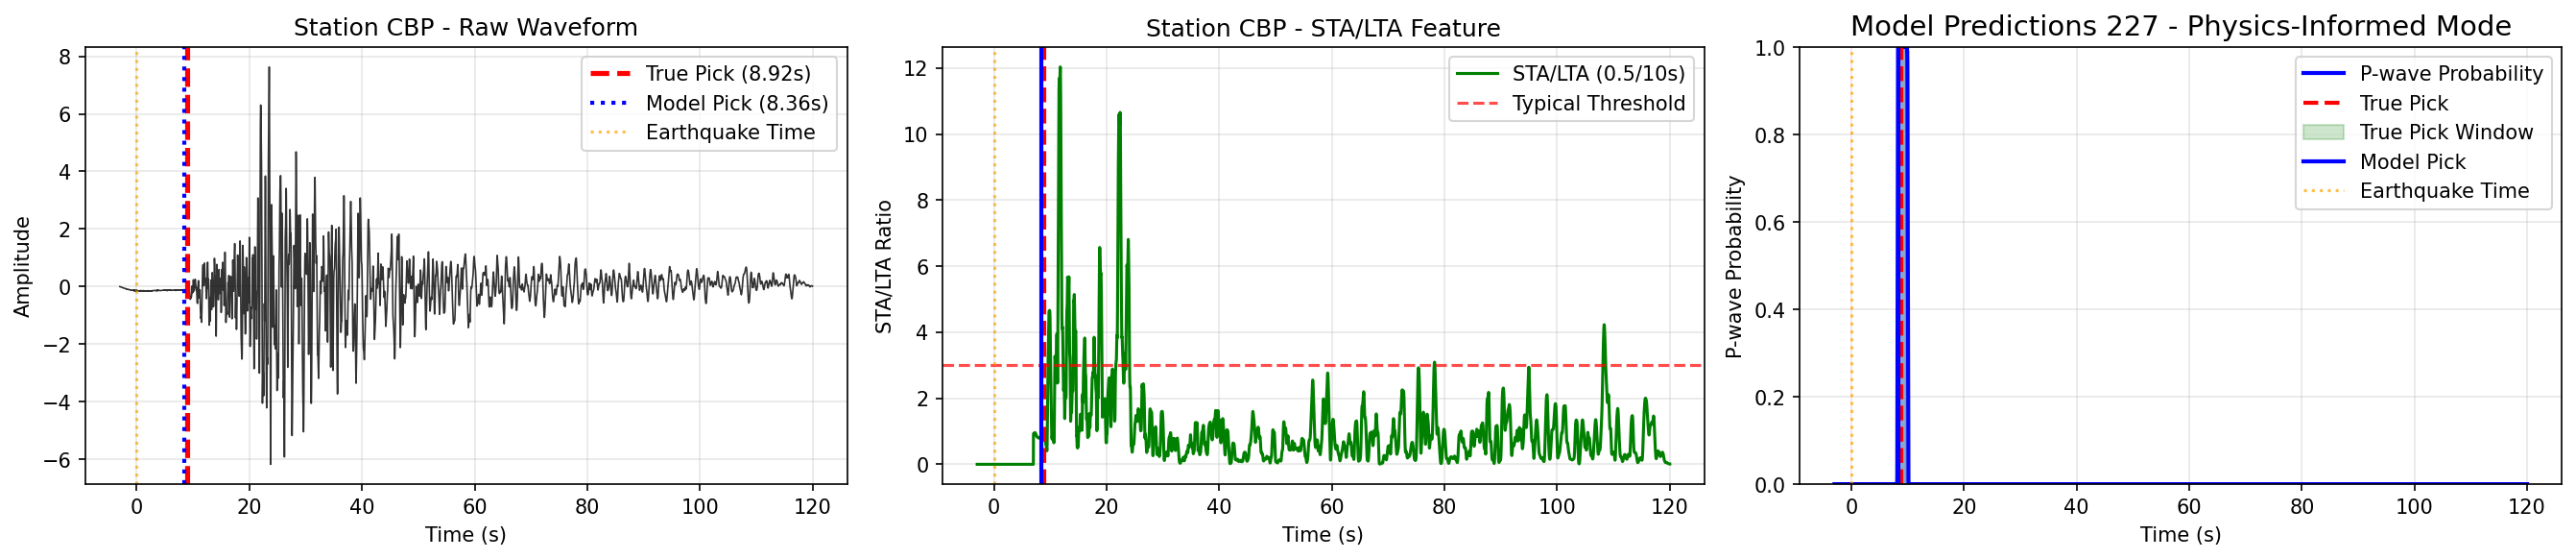 Station CBP - Raw Waveform
8
6
4
2
0
−2
−4
−6
Amplitude
0
20
40
60
80
100
120
Time (s)
True Pick (8.92s)
Model Pick (8.36s)
Earthquake Time
Station CBP - STA/LTA Feature
12
10
8
6
4
2
0
STA/LTA Ratio
0
20
40
60
80
100
120
Time (s)
STA/LTA (0.5/10s)
Typical Threshold
Model Predictions 227 - Physics-Informed Mode
1.0
0.8
0.6
0.4
0.2
0.0
P-wave Probability
0
20
40
60
80
100
120
Time (s)
P-wave Probability
True Pick
True Pick Window
Model Pick
Earthquake Time